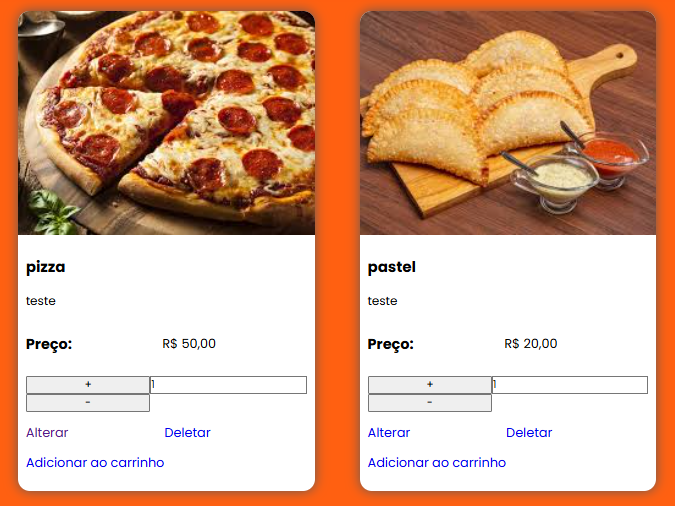 pizza
teste
Preço: R$ 50,00
+ 1
-
Alterar Deletar
Adicionar ao carrinho
pastel
teste
Preço: R$ 20,00
+ 1
-
Alterar Deletar
Adicionar ao carrinho